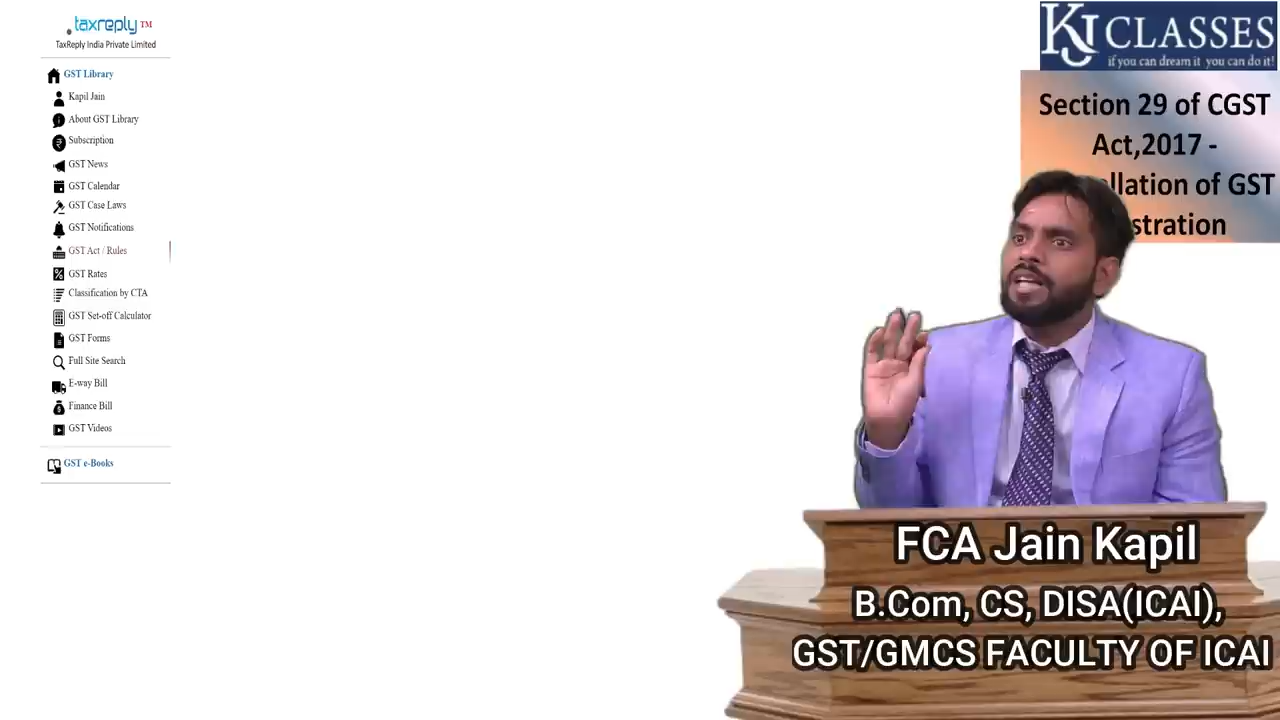 taxreply TM
TaxReply India Private Limited
GST Library
Kapil Jain
About GST Library
Subscription
GST News
GST Calendar
GST Case Laws
GST Notifications
GST Act / Rules
GST Rates
Classification by CTA
GST Set-off Calculator
GST Forms
Full Site Search
E-way Bill
Finance Bill
GST Videos
GST e-Books
KJ CLASSES
if you can dream it you can do it!
Section 29 of CGST
Act,2017 -
of GST
FCA Jain Kapil
B.Com, CS, DISA(ICAI),
GST/GMCS FACULTY OF ICAI